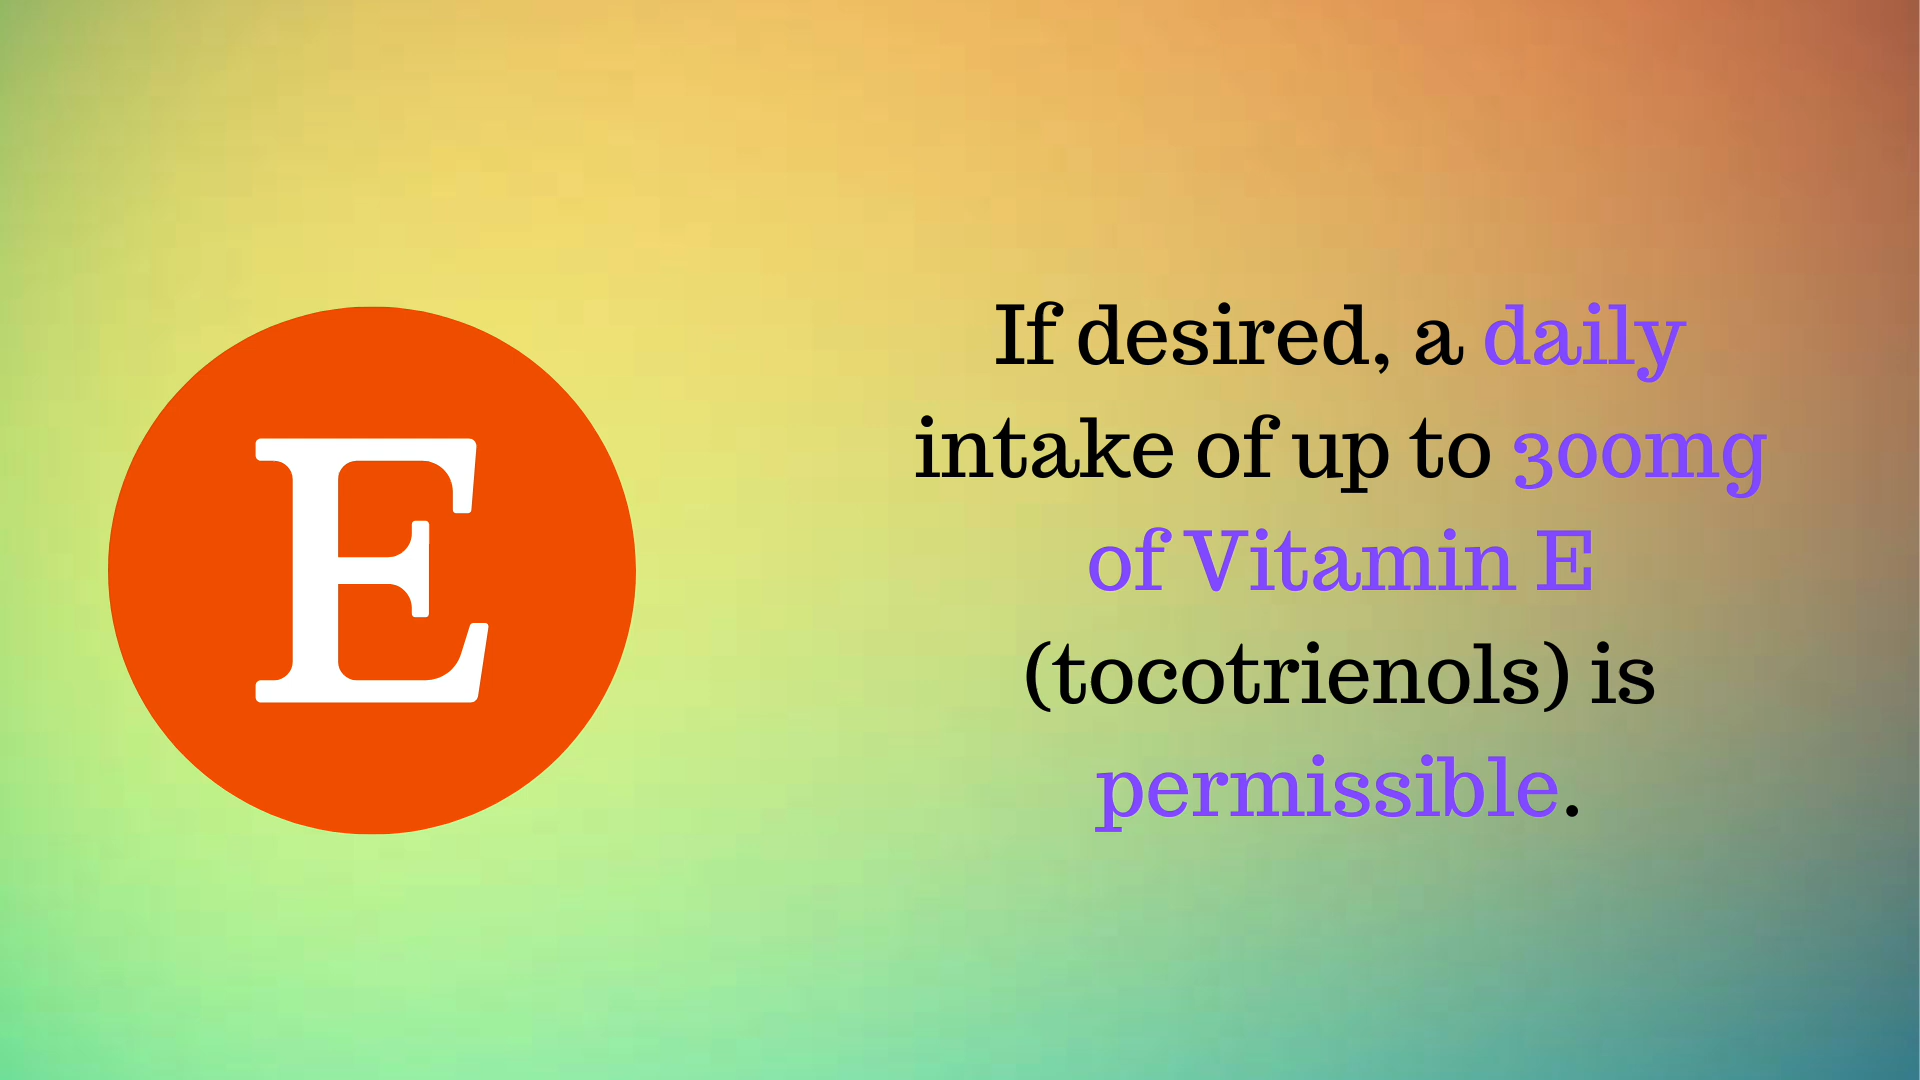 E
If desired, a daily
intake of up to 300mg
of Vitamin E
(tocotrienols) is
permissible.